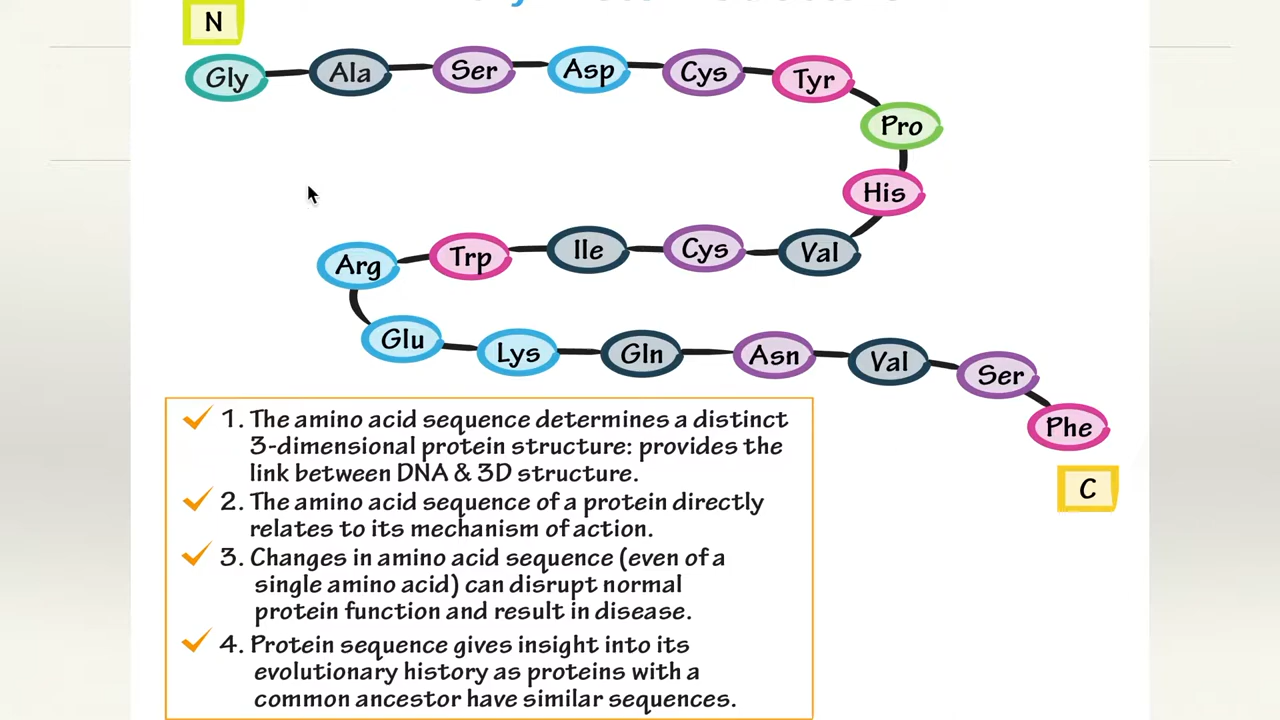 N
Gly Ala Ser Asp Cys Tyr
Pro
His
Arg Trp Ile Cys Val
Glu Lys Gln Asn Val Ser
Phe
C
1. The amino acid sequence determines a distinct
3-dimensional protein structure: provides the
link between DNA & 3D structure.
2. The amino acid sequence of a protein directly
relates to its mechanism of action.
3. Changes in amino acid sequence (even of a
single amino acid) can disrupt normal
protein function and result in disease.
4. Protein sequence gives insight into its
evolutionary history as proteins with a
common ancestor have similar sequences.